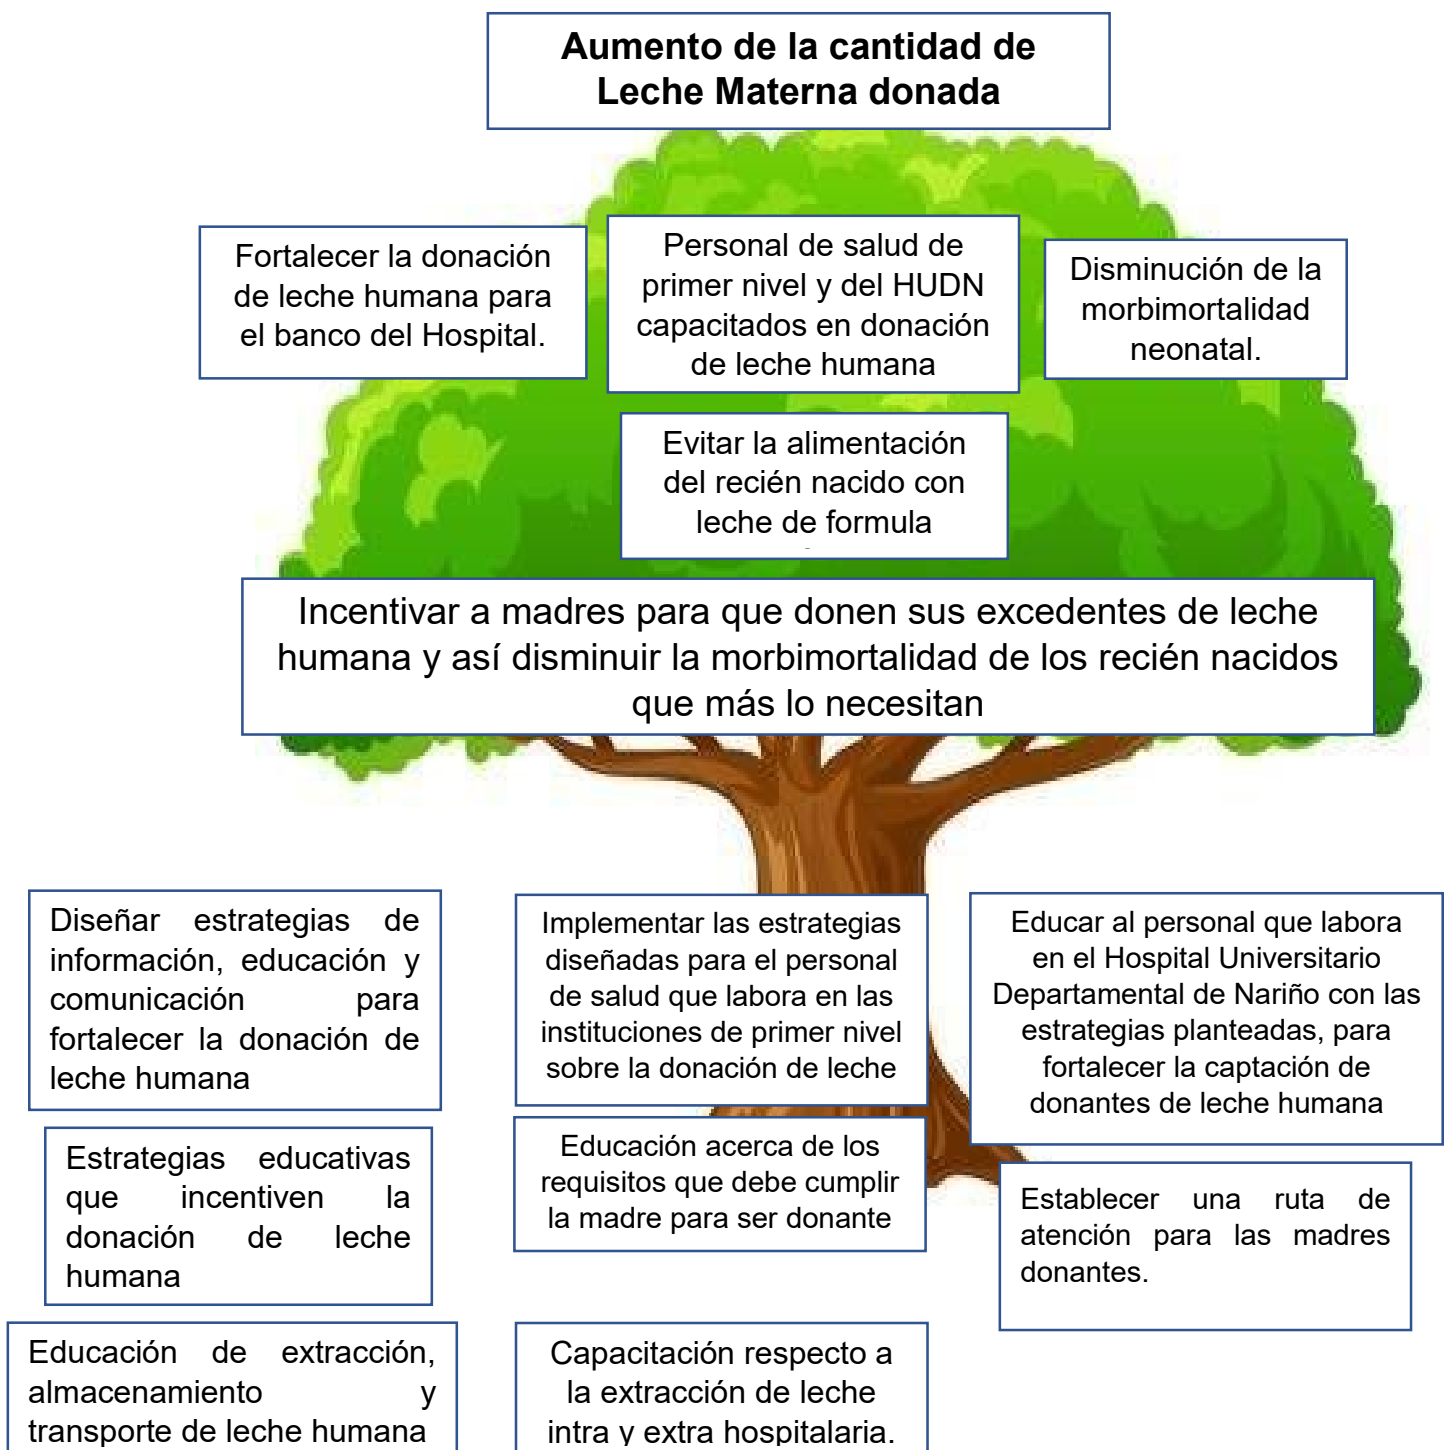 Aumento de la cantidad de
Leche Materna donada
Fortalecer la donación
de leche humana para
el banco del Hospital.
Personal de salud de
primer nivel y del HUDN
capacitados en donación
de leche humana
Disminución de la
morbimortalidad
neonatal.
Evitar la alimentación
del recién nacido con
leche de formula
Incentivar a madres para que donen sus excedentes de leche
humana y así disminuir la morbimortalidad de los recién nacidos
que más lo necesitan
Diseñar estrategias de
información, educación y
comunicación para
fortalecer la donación de
leche humana
Implementar las estrategias
diseñadas para el personal
de salud que labora en las
instituciones de primer nivel
sobre la donación de leche
Educar al personal que labora
en el Hospital Universitario
Departamental de Nariño con las
estrategias planteadas, para
fortalecer la captación de
donantes de leche humana
Estrategias educativas
que incentiven la
donación de leche
humana
Educación acerca de los
requisitos que debe cumplir
la madre para ser donante
Establecer una ruta de
atención para las madres
donantes.
Educación de extracción,
almacenamiento y
transporte de leche humana
Capacitación respecto a
la extracción de leche
intra y extra hospitalaria.